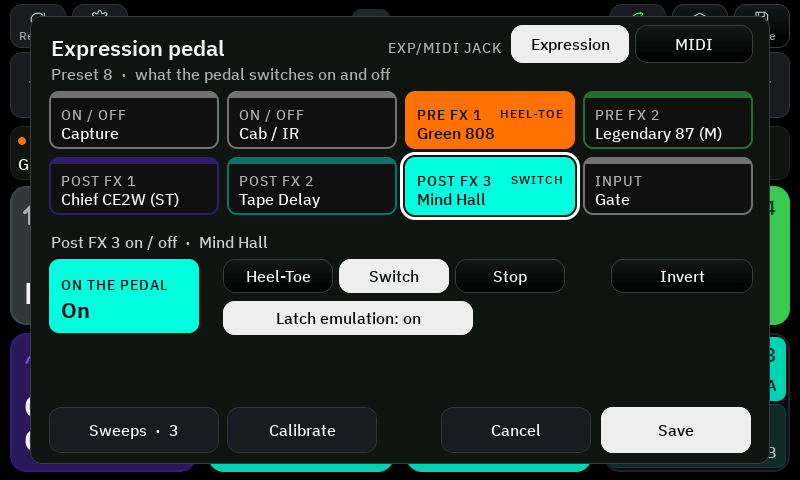 Expression pedal
EXP/MIDI JACK
Expression
MIDI
Preset 8 · what the pedal switches on and off
ON / OFF
Capture
ON / OFF
Cab / IR
PRE FX 1 HEEL-TOE
Green 808
PRE FX 2
Legendary 87 (M)
POST FX 1
Chief CE2W (ST)
POST FX 2
Tape Delay
POST FX 3 SWITCH
Mind Hall
INPUT
Gate
Post FX 3 on / off · Mind Hall
ON THE PEDAL
On
Heel-Toe
Switch
Stop
Invert
Latch emulation: on
Sweeps · 3
Calibrate
Cancel
Save